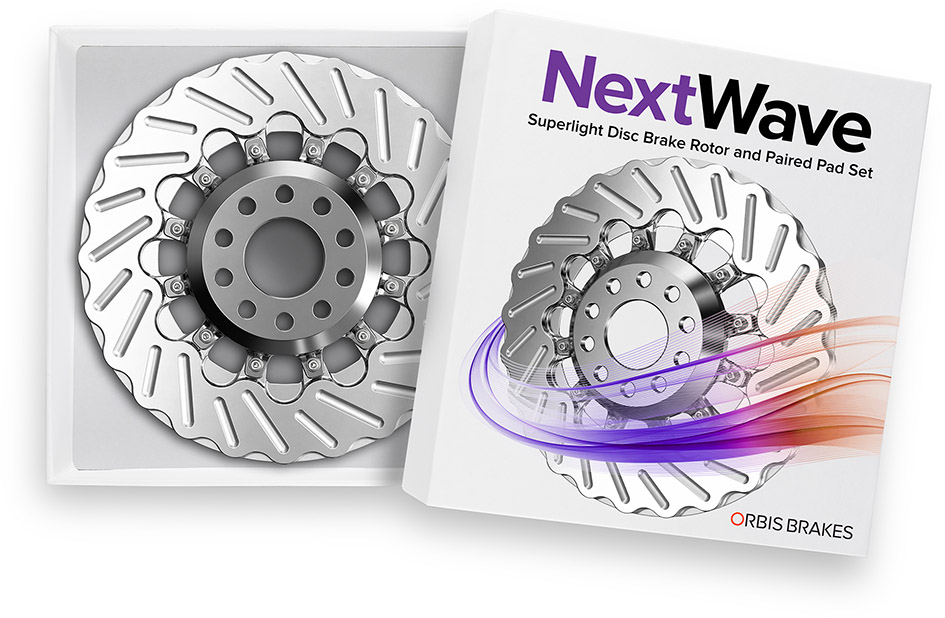 NextWave
Superlight Disc Brake Rotor and Paired Pad Set
ORBIS BRAKES